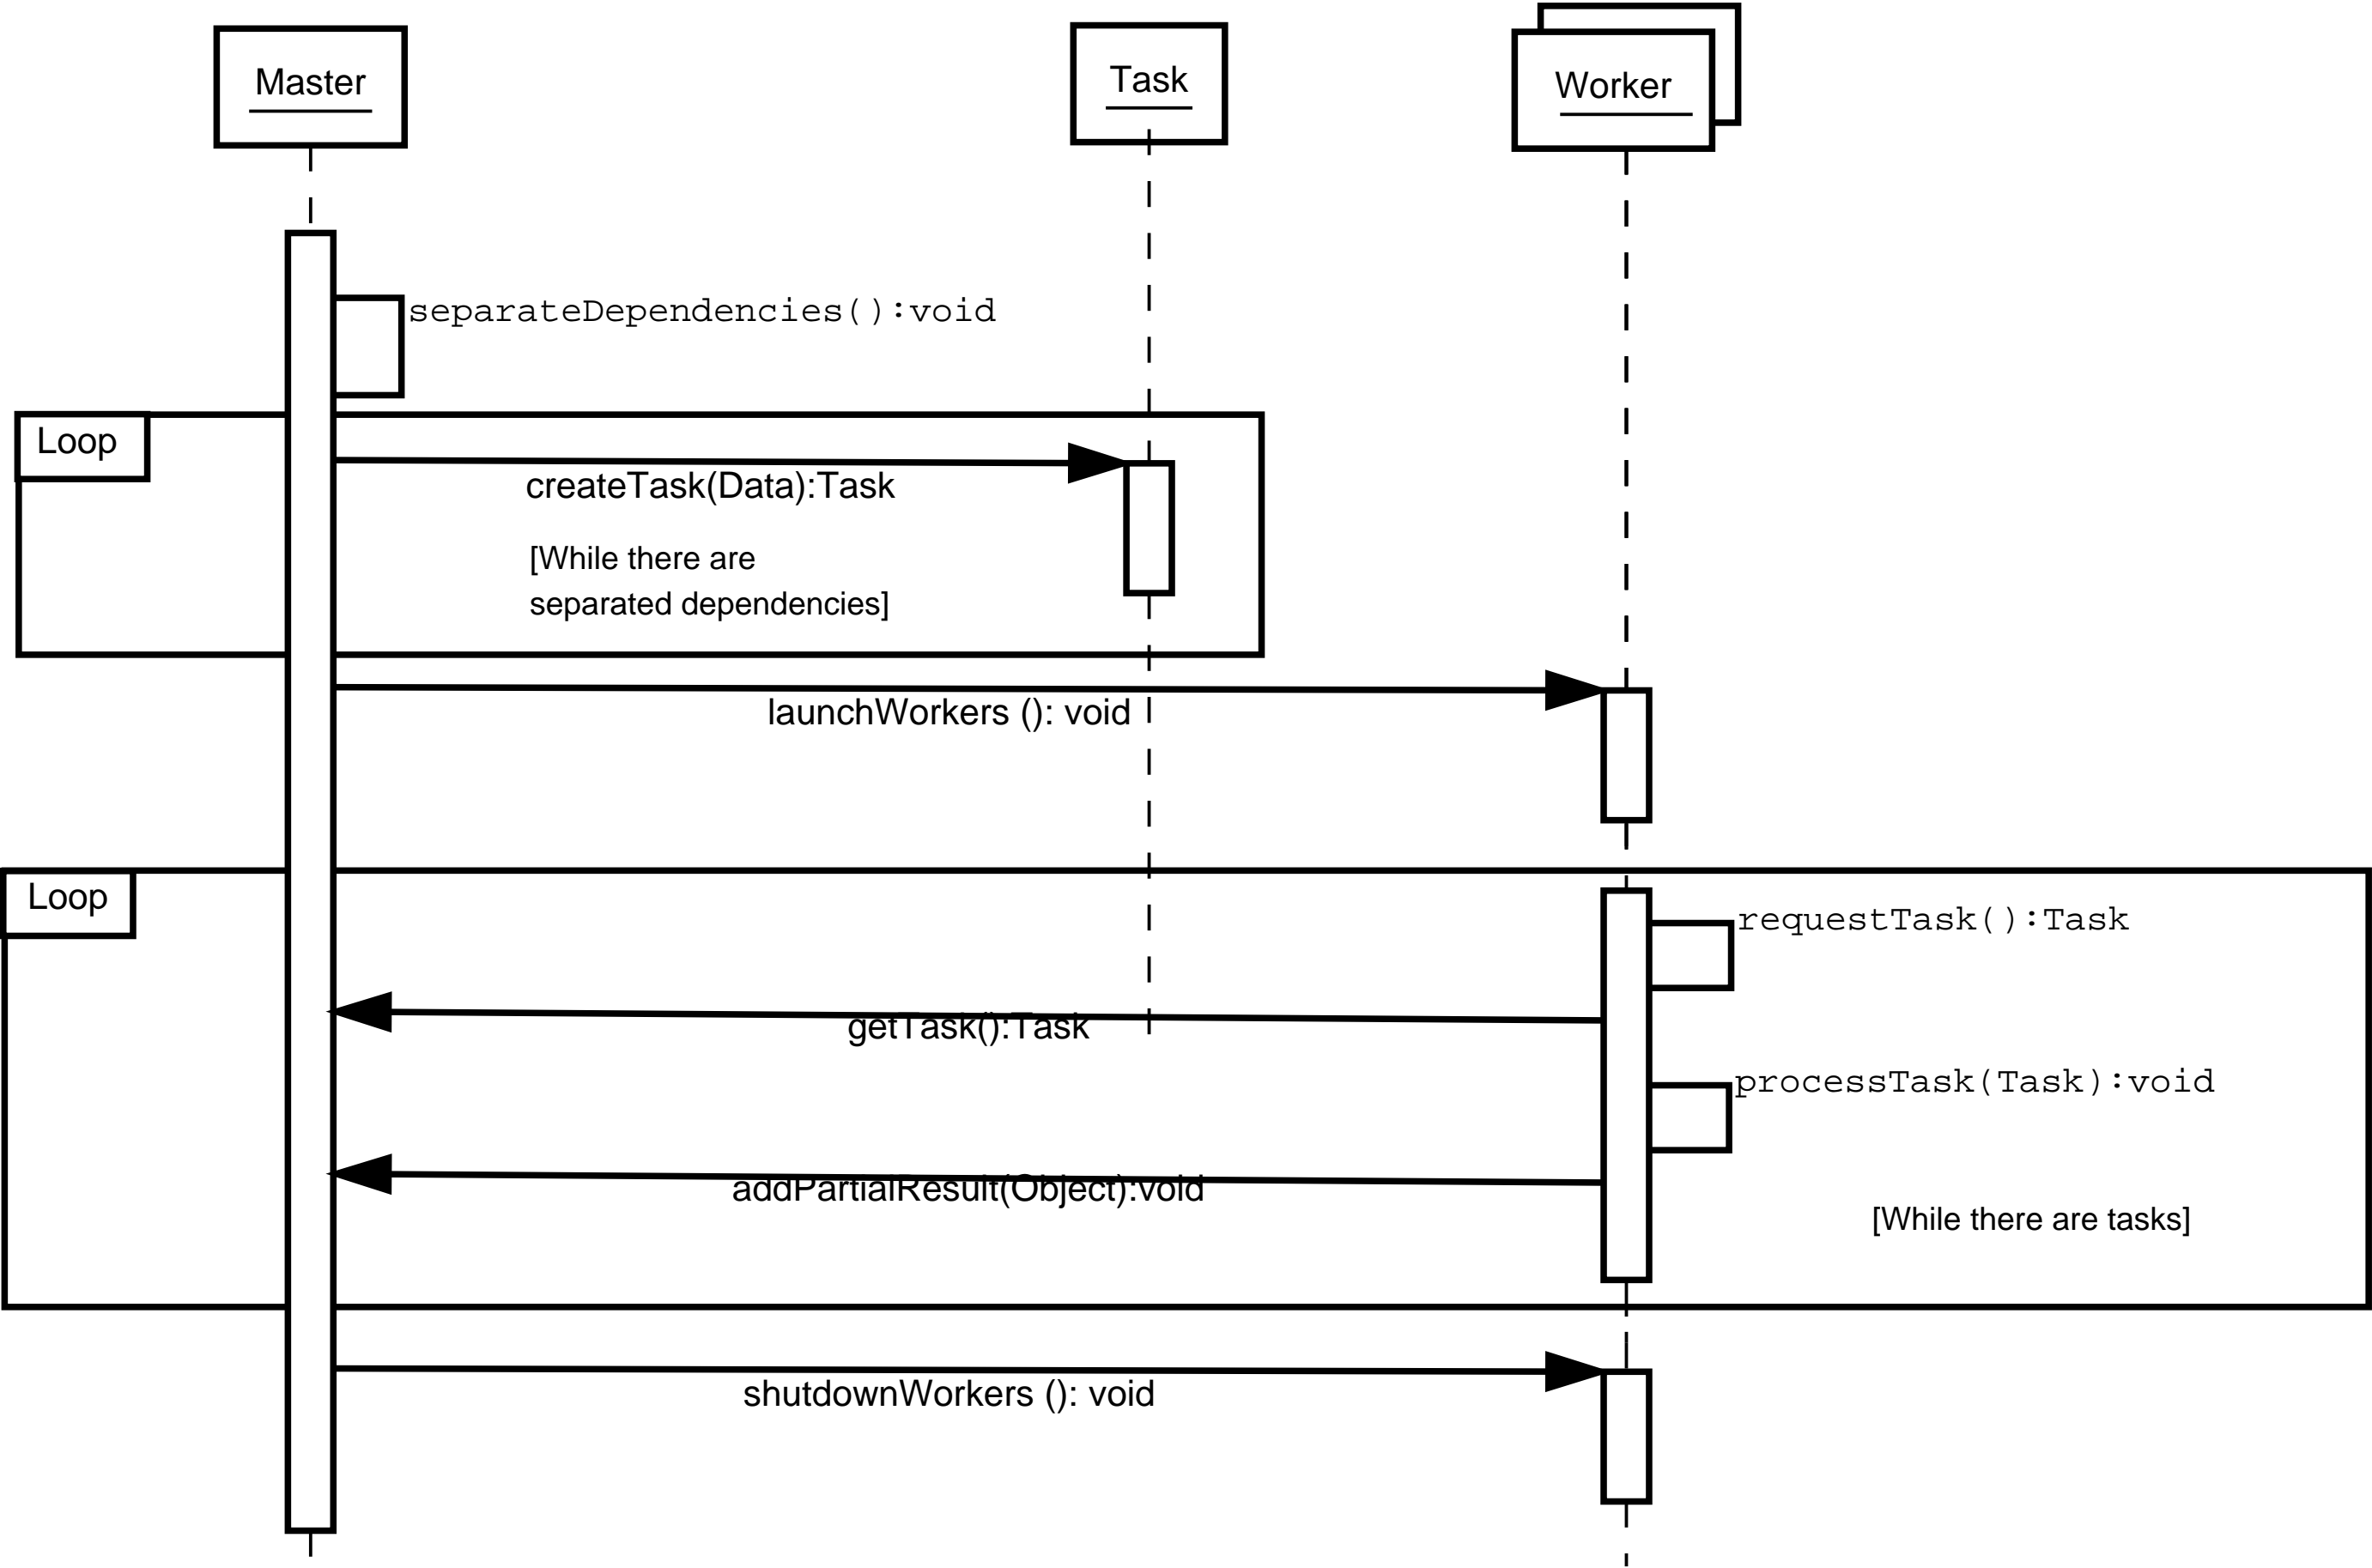 Master
Task
Worker
separateDependencies():void
Loop
createTask(Data):Task
[While there are
separated dependencies]
launchWorkers (): void
Loop
requestTask():Task
getTask():Task
processTask(Task):void
addPartialResult(Object):void
[While there are tasks]
shutdownWorkers (): void